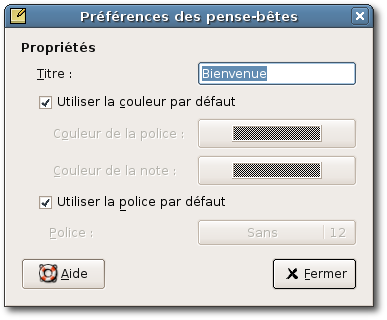 Préférences des pense-bêtes
Propriétés
Titre : Bienvenue
Utiliser la couleur par défaut
Couleur de la police :
Couleur de la note :
Utiliser la police par défaut
Police : Sans 12
Aide Fermer